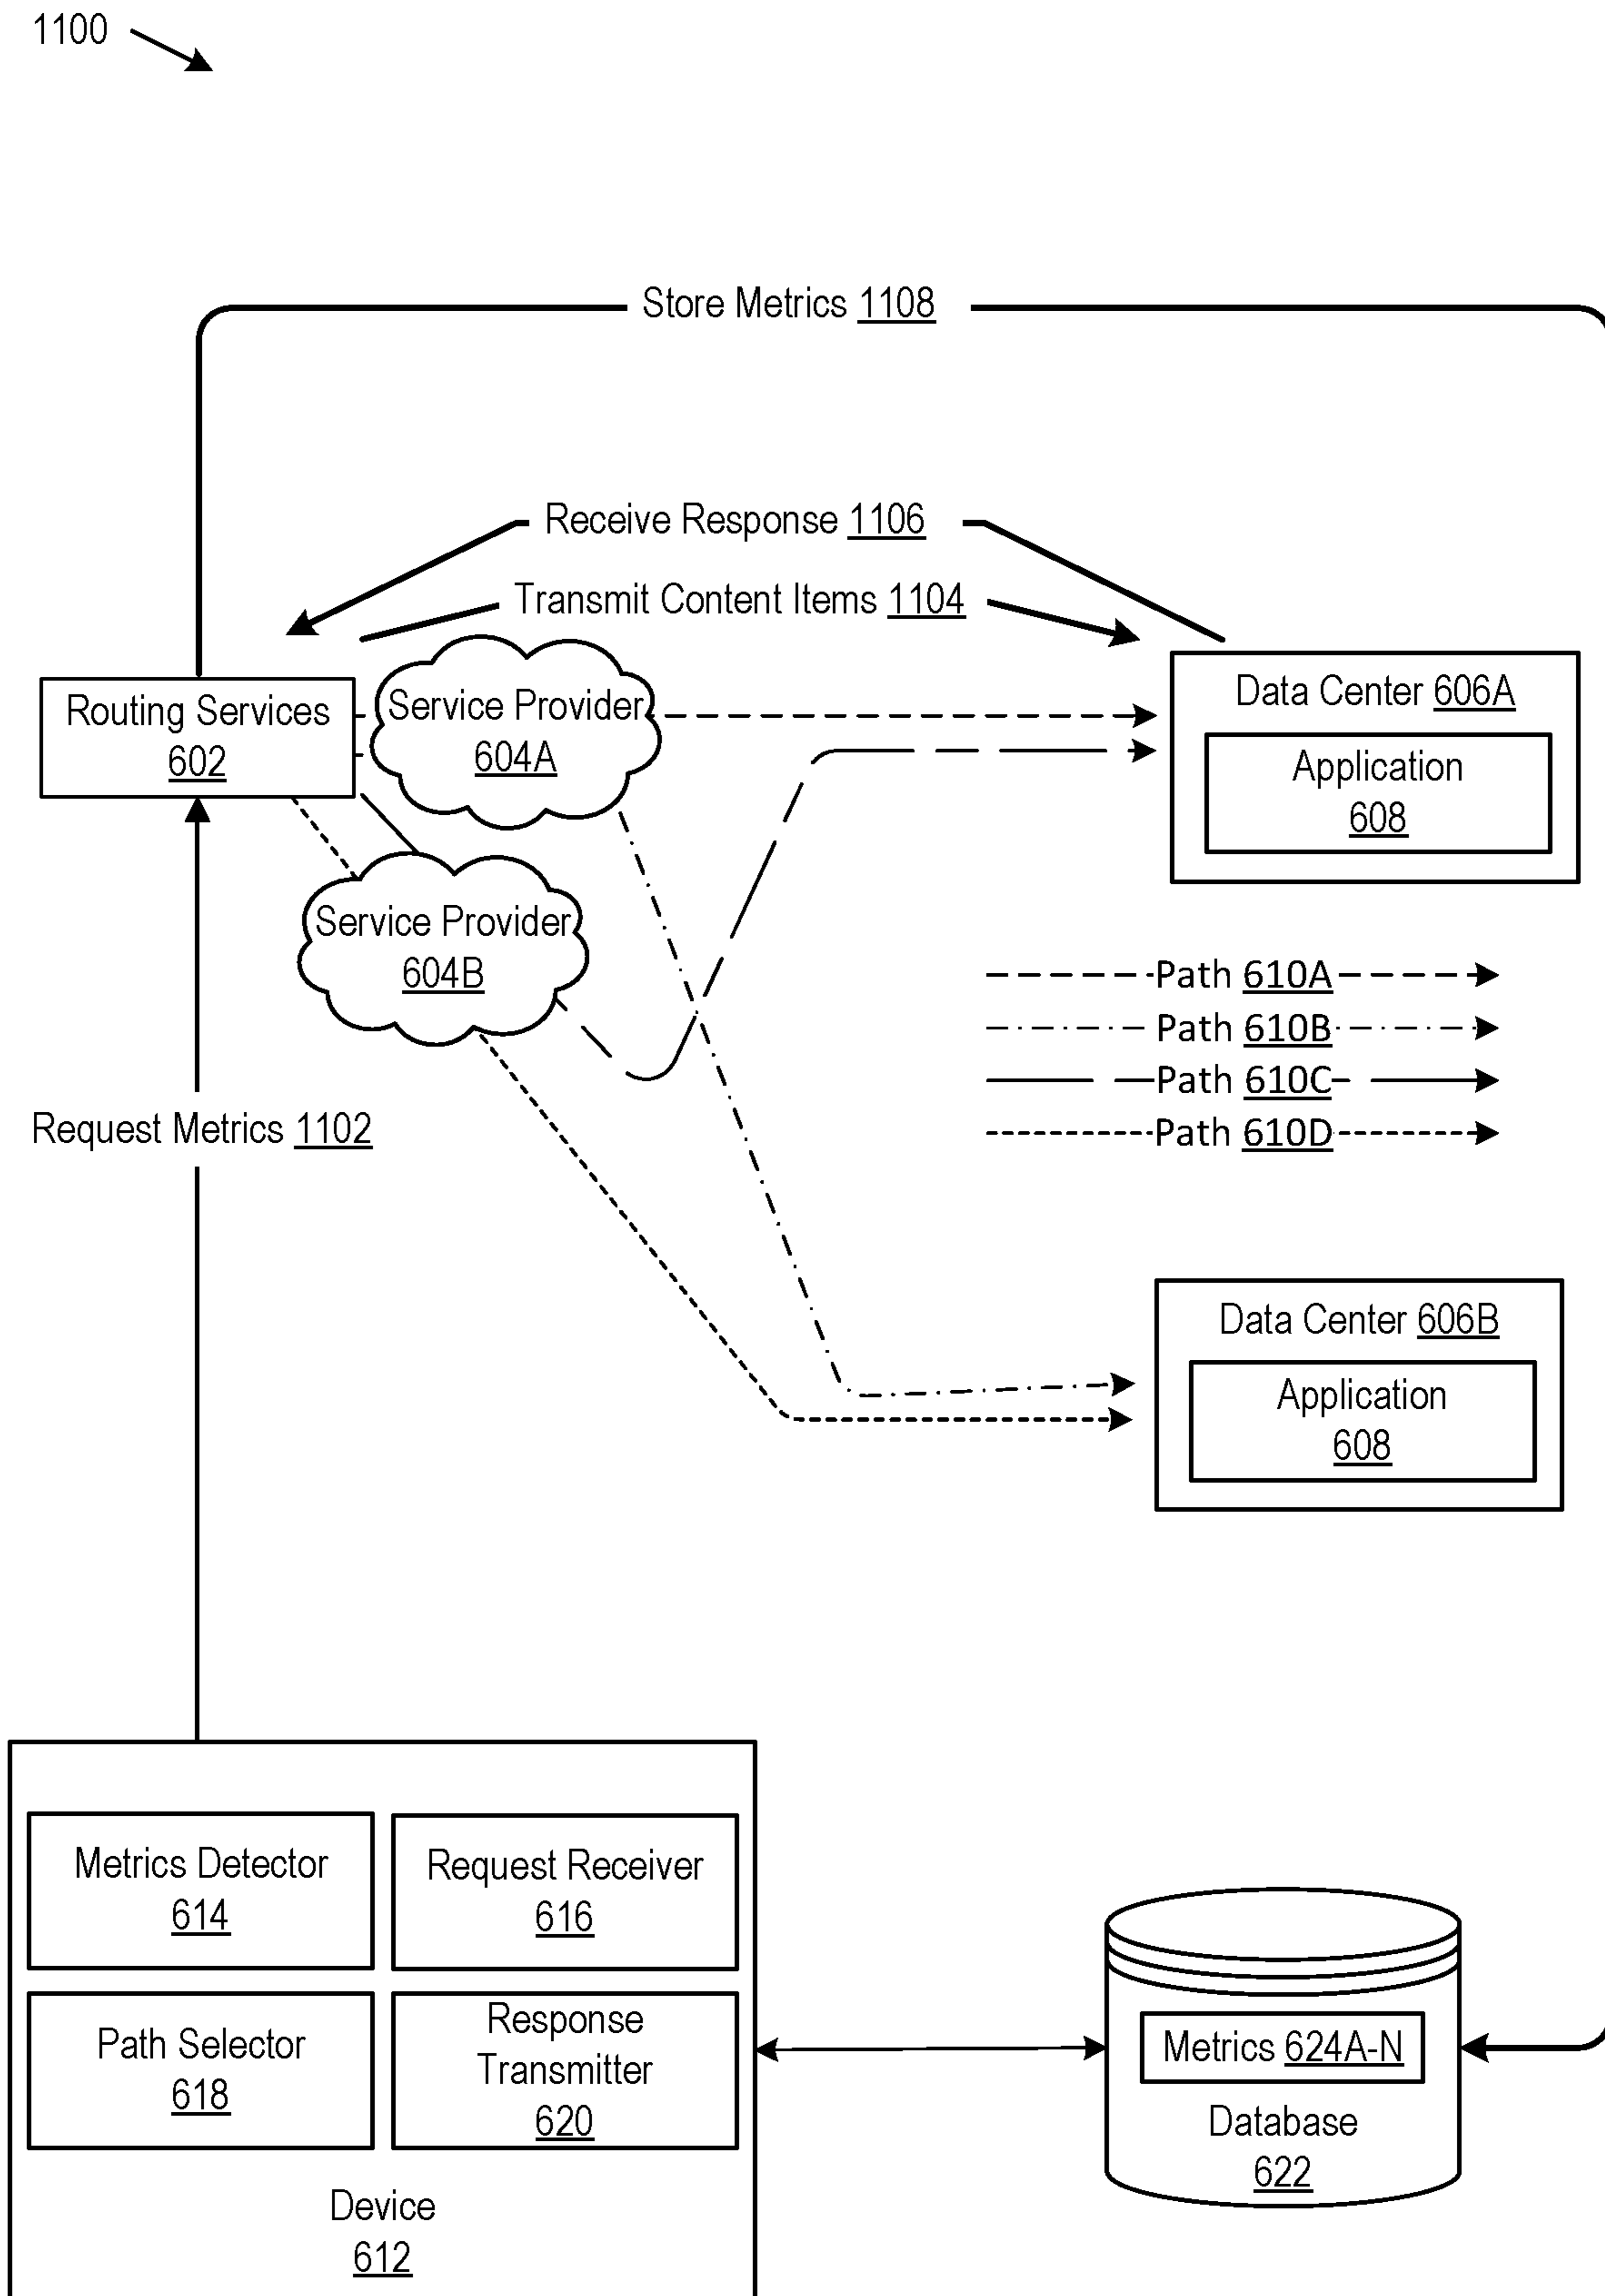 1100
Store Metrics 1108
Receive Response 1106
Transmit Content Items 1104
Routing Services
602
Service Provider
604A
Data Center 606A
Application
608
Service Provider
604B
Path 610A
Path 610B
Path 610C
Path 610D
Request Metrics 1102
Data Center 606B
Application
608
Metrics Detector
614
Request Receiver
616
Path Selector
618
Response
Transmitter
620
Device
612
Metrics 624A-N
Database
622